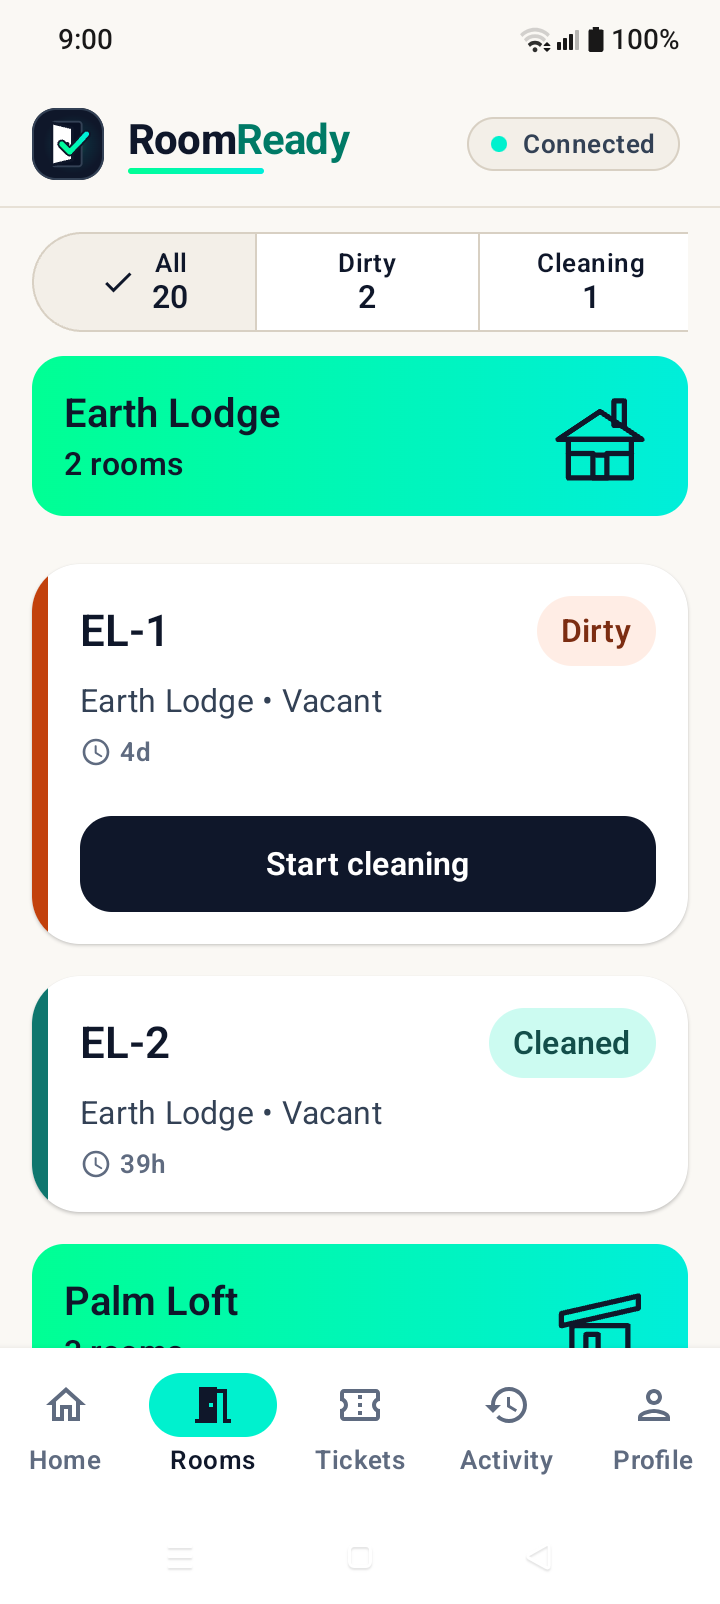 9:00
100%
RoomReady
Connected
All
20
Dirty
2
Cleaning
1
Earth Lodge
2 rooms
EL-1
Dirty
Earth Lodge • Vacant
4d
Start cleaning
EL-2
Cleaned
Earth Lodge • Vacant
39h
Palm Loft
rooms
Home
Rooms
Tickets
Activity
Profile